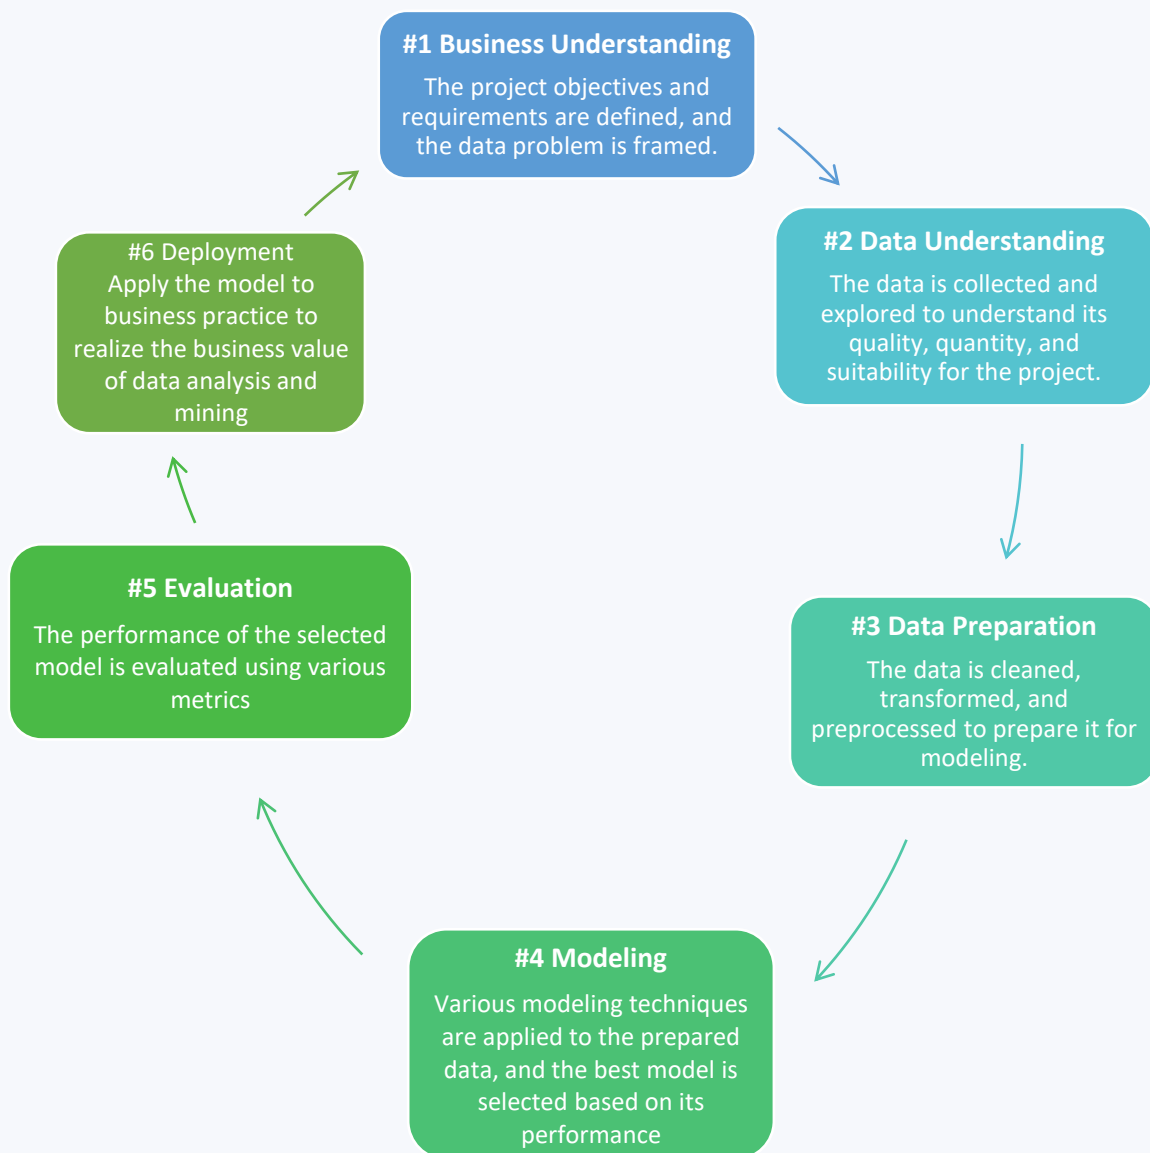 #1 Business Understanding
The project objectives and
requirements are defined, and
the data problem is framed.
#2 Data Understanding
The data is collected and
explored to understand its
quality, quantity, and
suitability for the project.
#3 Data Preparation
The data is cleaned,
transformed, and
preprocessed to prepare it for
modeling.
#4 Modeling
Various modeling techniques
are applied to the prepared
data, and the best model is
selected based on its
performance
#5 Evaluation
The performance of the selected
model is evaluated using various
metrics
#6 Deployment
Apply the model to
business practice to
realize the business value
of data analysis and
mining